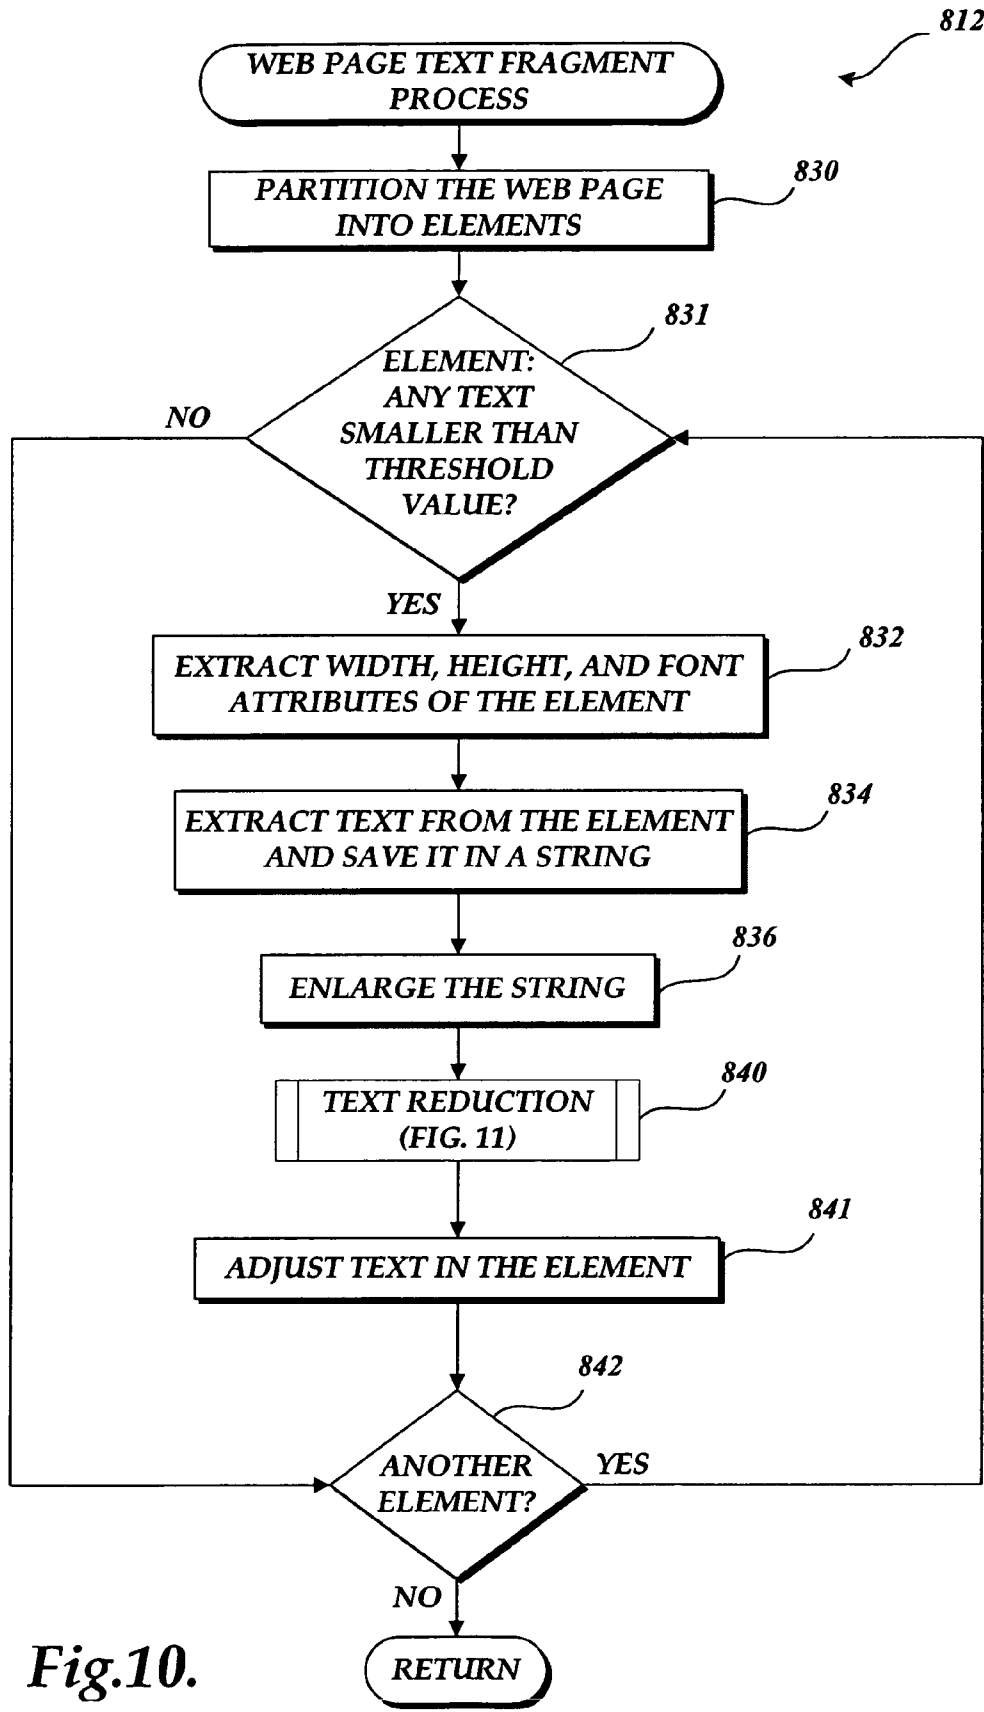 812
WEB PAGE TEXT FRAGMENT
PROCESS
830
PARTITION THE WEB PAGE
INTO ELEMENTS
831
ELEMENT:
ANY TEXT
SMALLER THAN
THRESHOLD
VALUE?
NO
YES
832
EXTRACT WIDTH, HEIGHT, AND FONT
ATTRIBUTES OF THE ELEMENT
834
EXTRACT TEXT FROM THE ELEMENT
AND SAVE IT IN A STRING
836
ENLARGE THE STRING
840
TEXT REDUCTION
(FIG. 11)
841
ADJUST TEXT IN THE ELEMENT
842
ANOTHER
ELEMENT?
YES
NO
RETURN
Fig.10.